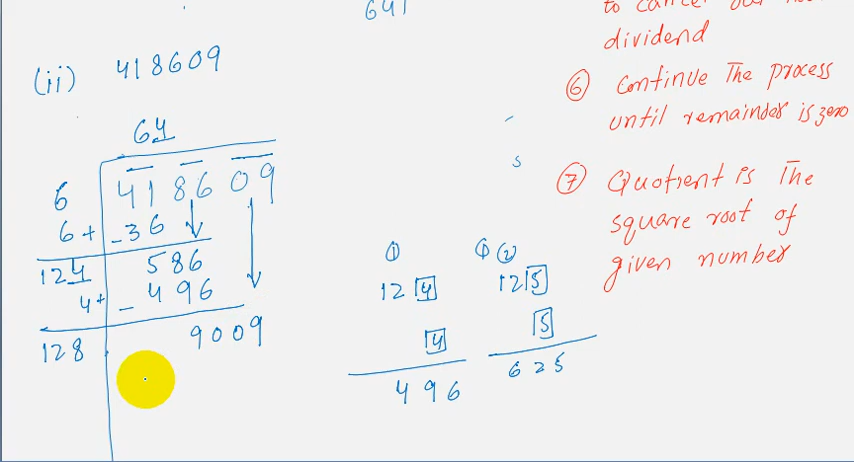 641
dividend
⑥ Continue The process
until remainder is zero
⑦ Quotient is The
square root of
given number
(ii) 418609
64
6 41 86 09
6+ -36
124 586
4+ -496
128 9009
① ②
12 4 12 5
4 5
496 625